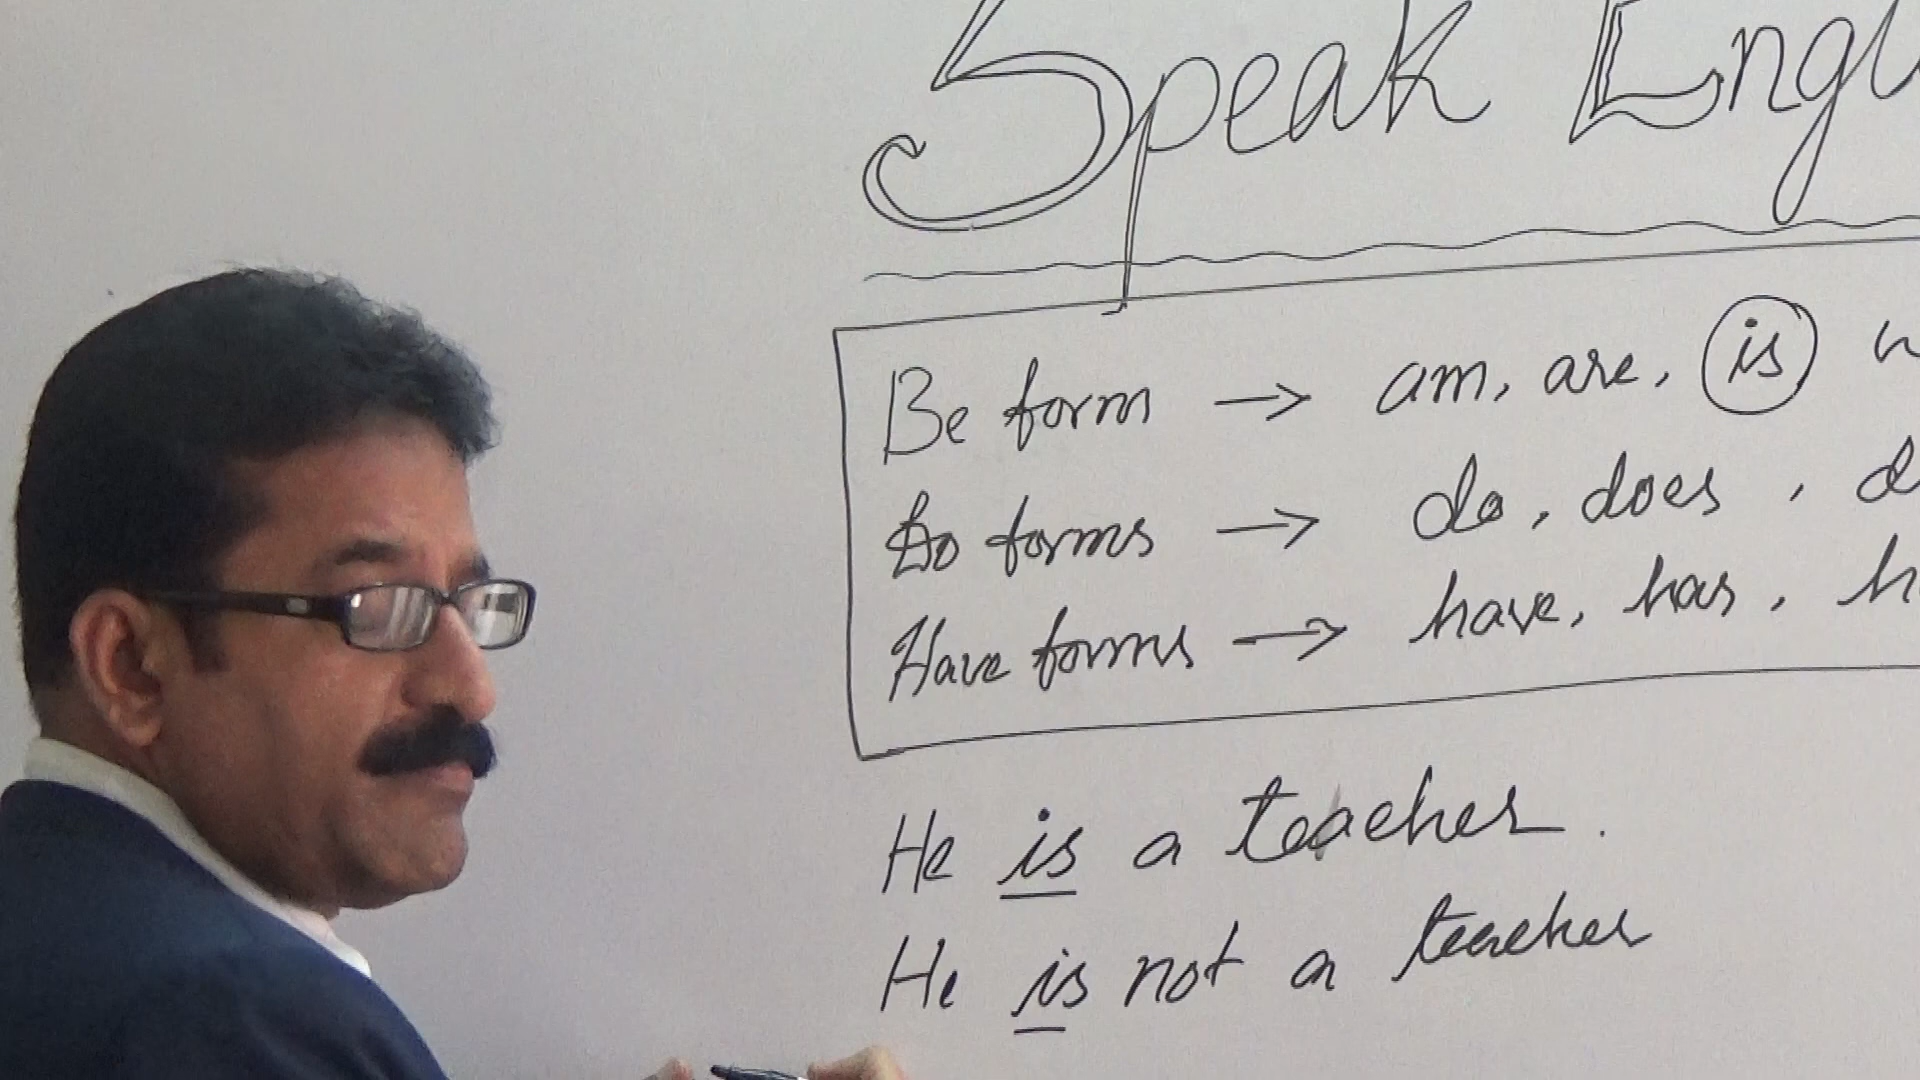 Speak Engl
Be form → am, are, is
Do forms → do, does, d
Have forms → have, has, h
He is a teacher.
He is not a teacher